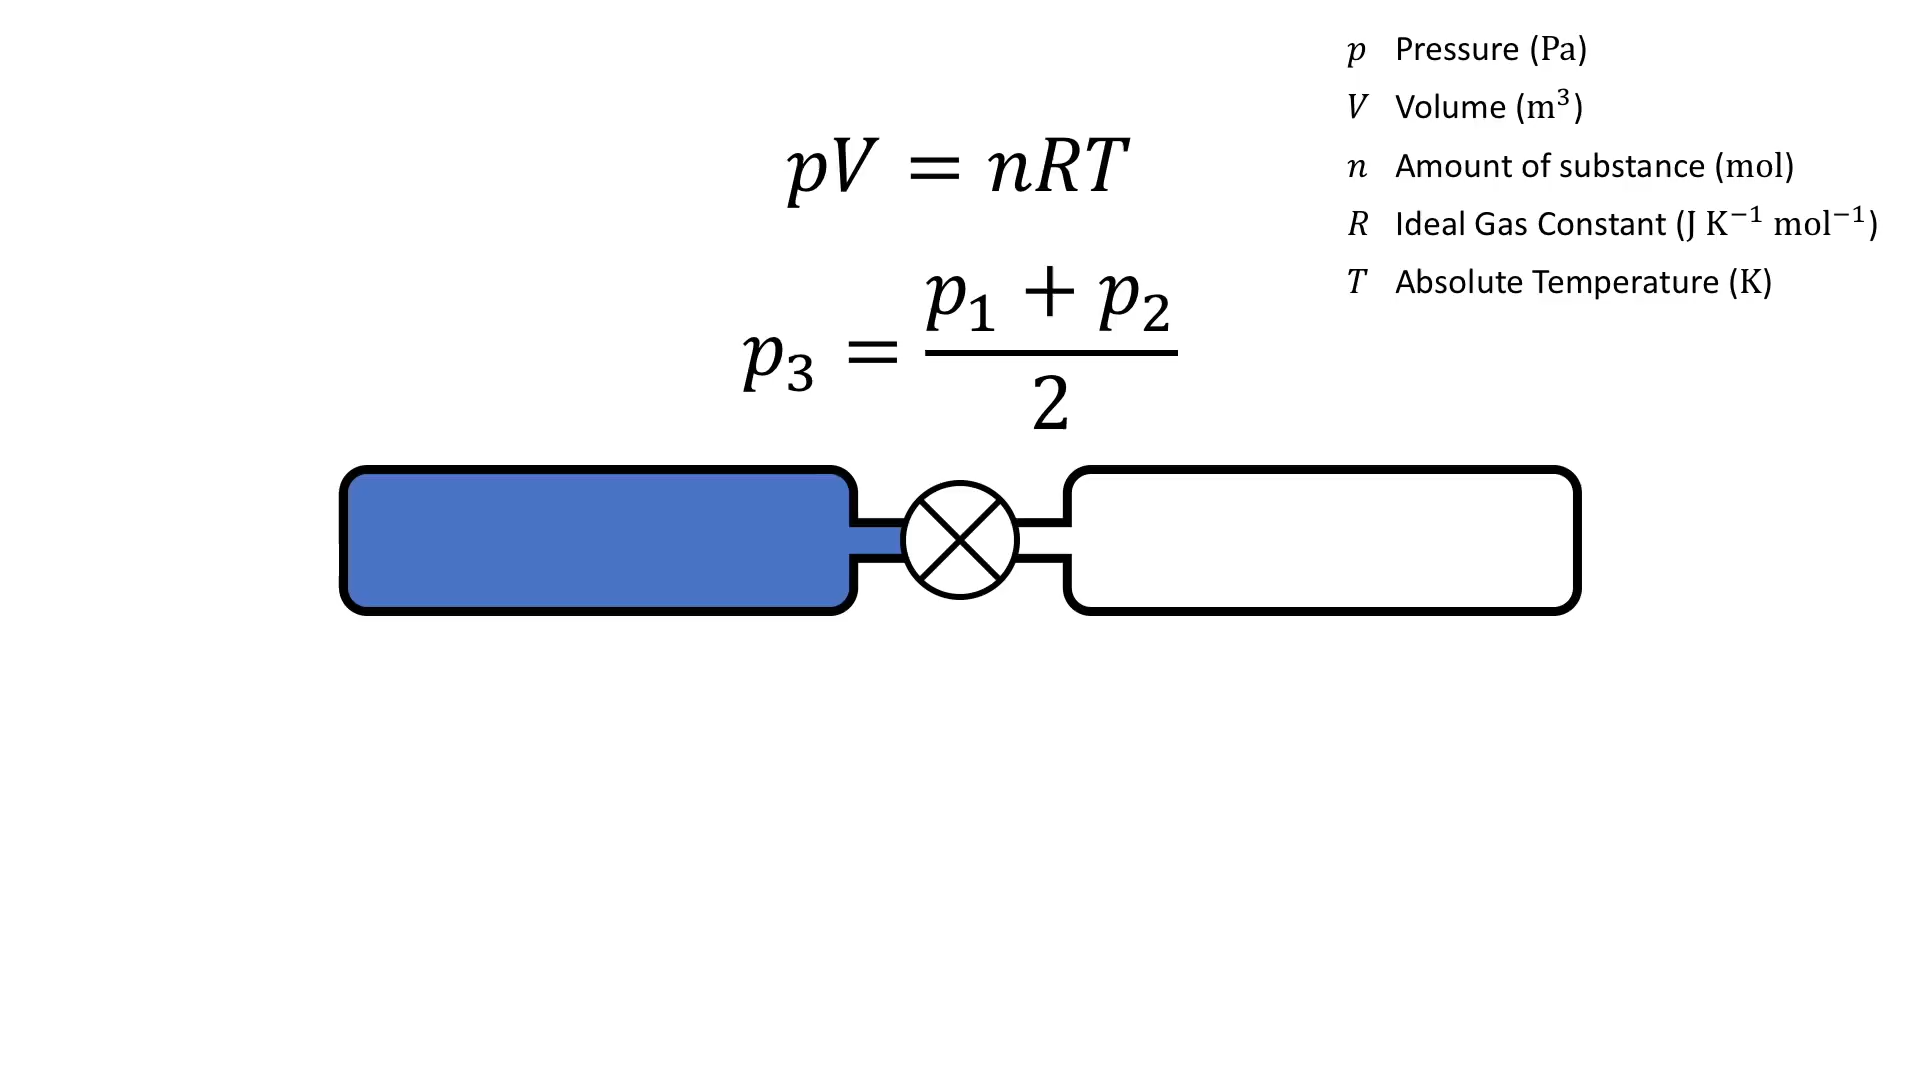 p Pressure (Pa)
V Volume (m³)
n Amount of substance (mol)
R Ideal Gas Constant (J K⁻¹ mol⁻¹)
T Absolute Temperature (K)
pV = nRT
p₃ = (p₁ + p₂)/2